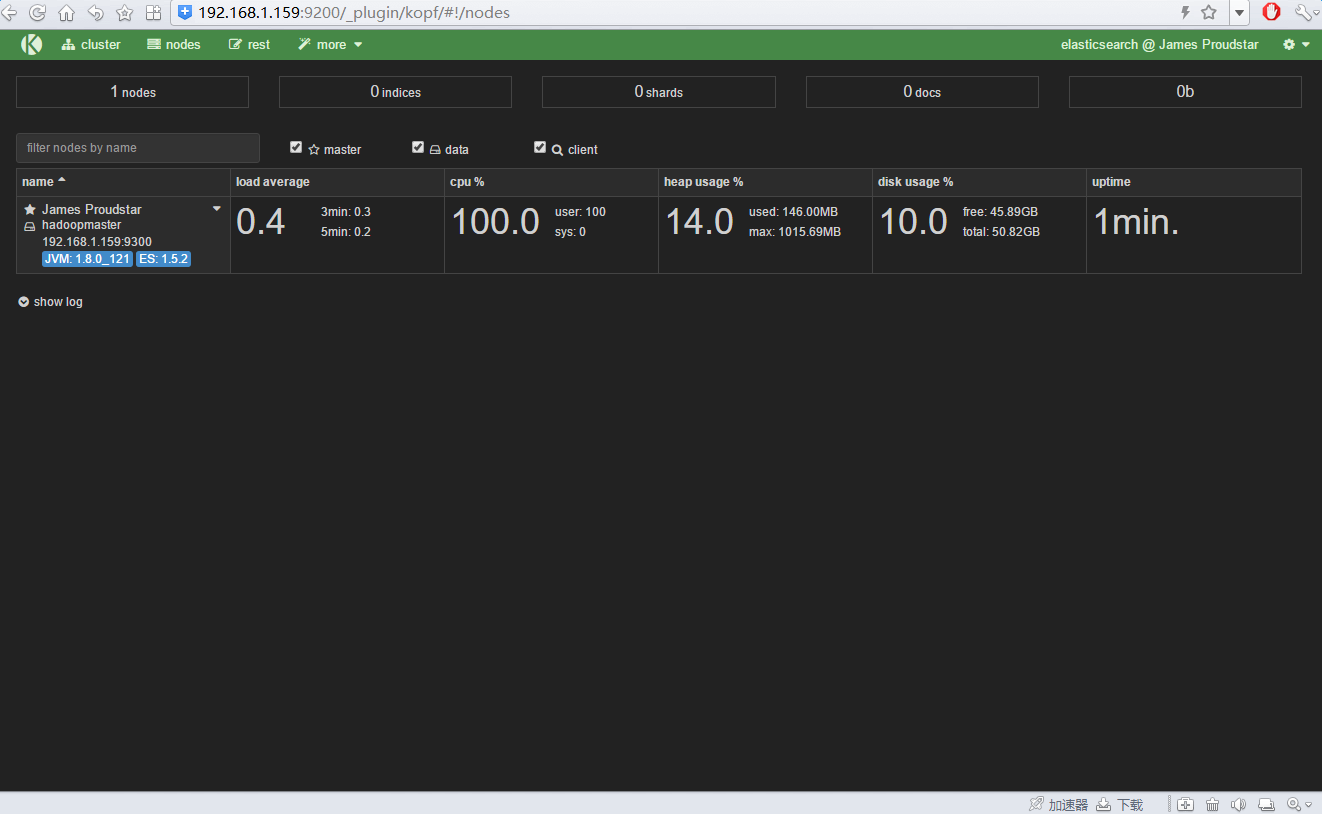 192.168.1.159:9200/_plugin/kopf/#!/nodes
cluster nodes rest more elasticsearch @ James Proudstar
1 nodes 0 indices 0 shards 0 docs 0b
filter nodes by name master data client
name load average cpu % heap usage % disk usage % uptime
James Proudstar
hadoopmaster
192.168.1.159:9300
JVM: 1.8.0_121 ES: 1.5.2
0.4
3min: 0.3
5min: 0.2
100.0
user: 100
sys: 0
14.0
used: 146.00MB
max: 1015.69MB
10.0
free: 45.89GB
total: 50.82GB
1min.
show log
加速器 下载